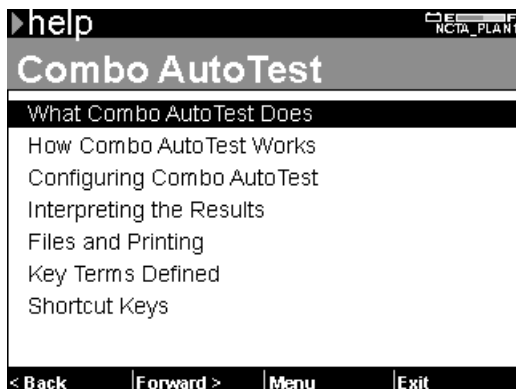 help
E F
NCTA_PLAN1
Combo AutoTest
What Combo AutoTest Does
How Combo AutoTest Works
Configuring Combo AutoTest
Interpreting the Results
Files and Printing
Key Terms Defined
Shortcut Keys
< Back Forward > Menu Exit